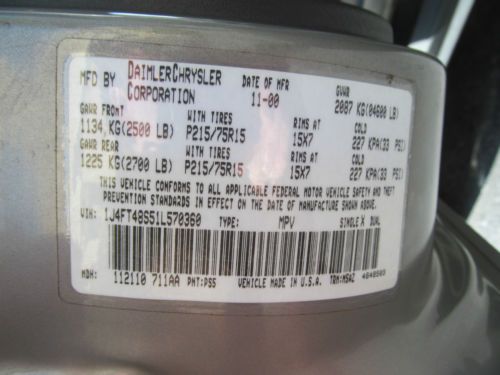 MFD BY DAIMLERCHRYSLER CORPORATION DATE OF MFR 11-00 GVWR 2087 KG(04600 LB)
GAWR FRONT WITH TIRES RIMS AT COLD
1134 KG(2500 LB) P215/75R15 15X7 227 KPA(33 PSI)
GAWR REAR WITH TIRES RIMS AT COLD
1225 KG(2700 LB) P215/75R15 15X7 227 KPA(33 PSI)
THIS VEHICLE CONFORMS TO ALL APPLICABLE FEDERAL MOTOR VEHICLE SAFETY AND THEFT
PREVENTION STANDARDS IN EFFECT ON THE DATE OF MANUFACTURE SHOWN ABOVE.
VIN: 1J4FT48S51L570360 TYPE: MPV SINGLE X DUAL
MDH: 112110 711AA PNT:PS5 VEHICLE MADE IN U.S.A. TRM:M5AZ